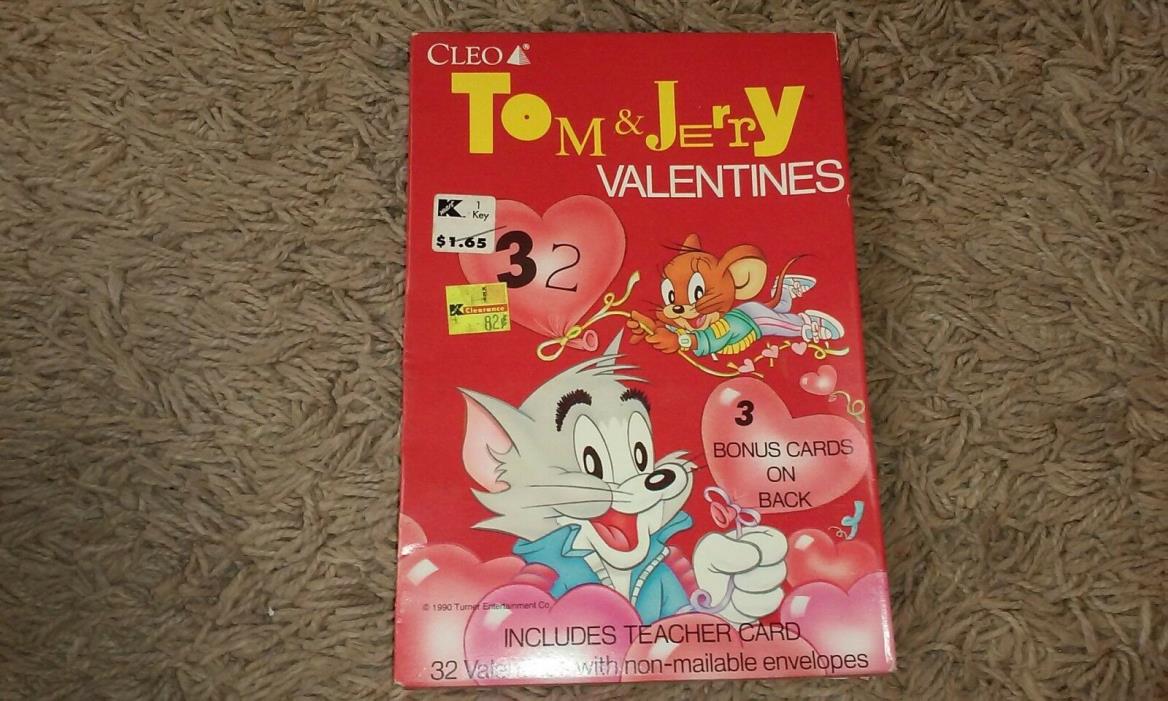 CLEO ®
TOM & JErry
VALENTINES
K 1
Key
$1.65
32
K Clearance
82¢
3
BONUS CARDS
ON
BACK
© 1990 Turner Entertainment Co.
INCLUDES TEACHER CARD
32 with non-mailable envelopes